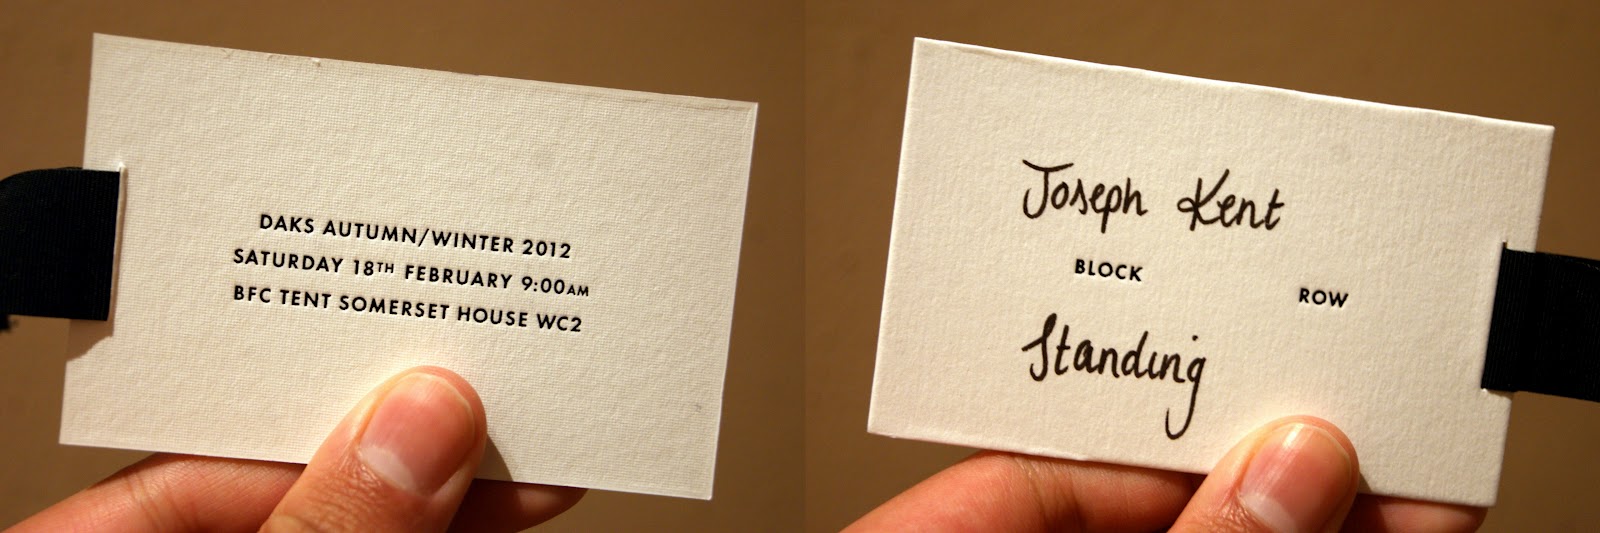 DAKS AUTUMN/WINTER 2012
SATURDAY 18TH FEBRUARY 9:00AM
BFC TENT SOMERSET HOUSE WC2
Joseph Kent
BLOCK ROW
Standing